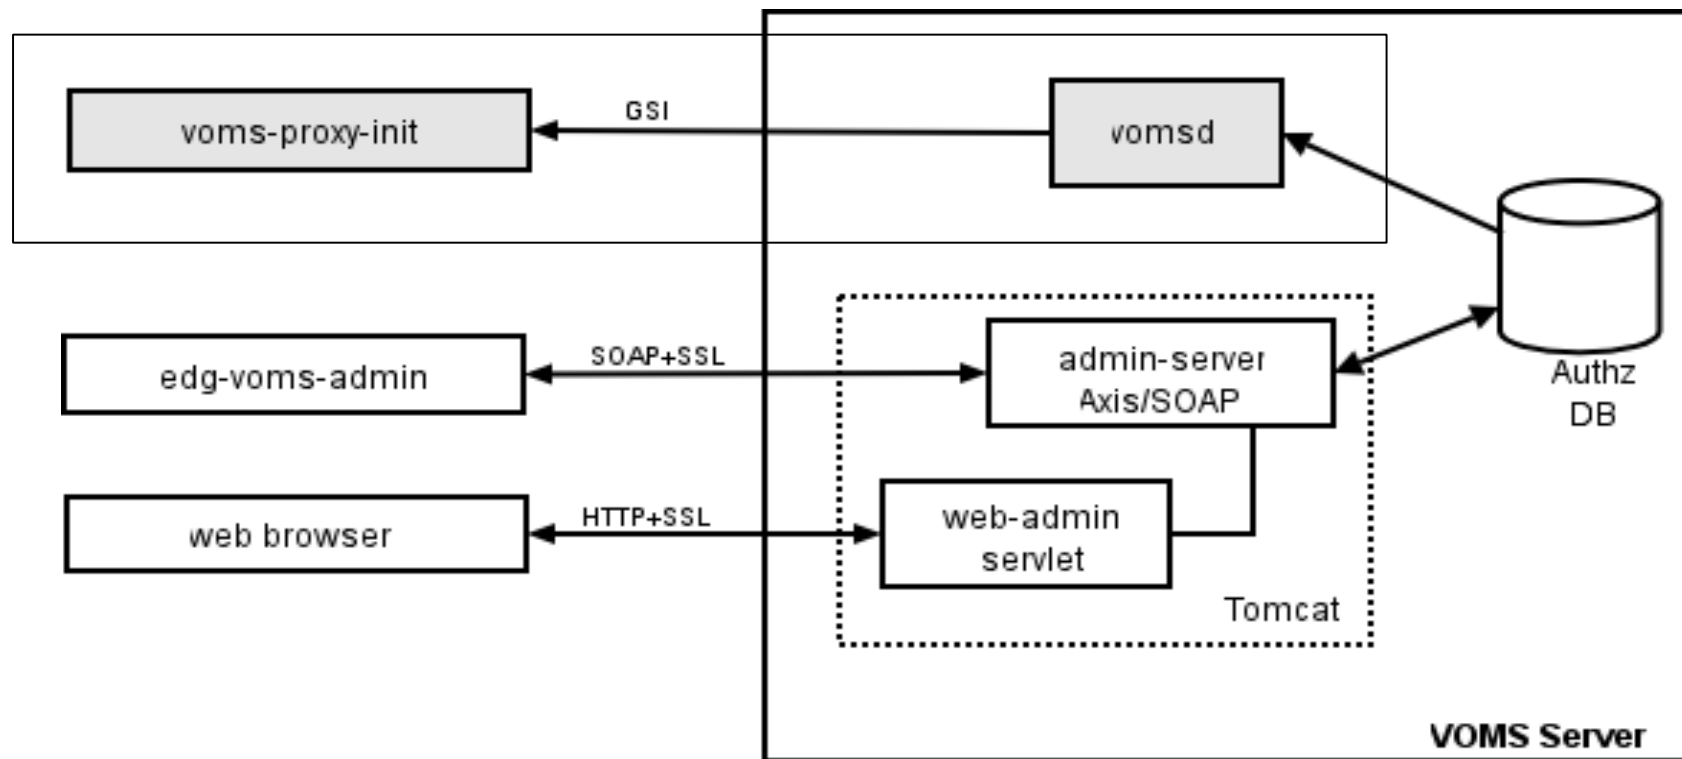 GSI
voms-proxy-init
vomsd
SOAP+SSL
edg-voms-admin
admin-server
Axis/SOAP
Authz
DB
HTTP+SSL
web browser
web-admin
servlet
Tomcat
VOMS Server